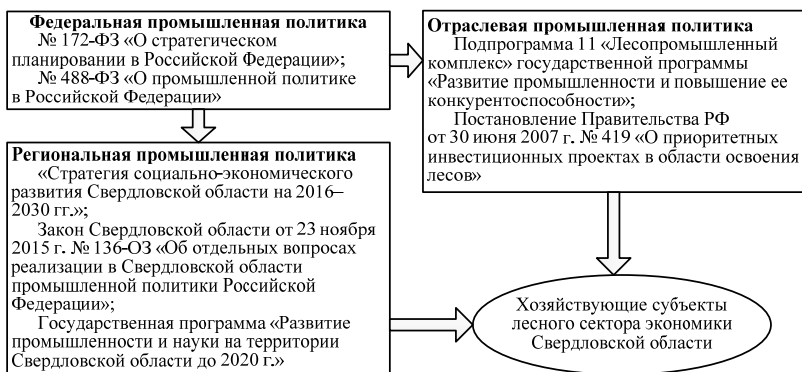 Федеральная промышленная политика
№ 172-ФЗ «О стратегическом
планировании в Российской Федерации»;
№ 488-ФЗ «О промышленной политике
в Российской Федерации»
Отраслевая промышленная политика
Подпрограмма 11 «Лесопромышленный
комплекс» государственной программы
«Развитие промышленности и повышение ее
конкурентоспособности»;
Постановление Правительства РФ
от 30 июня 2007 г. № 419 «О приоритетных
инвестиционных проектах в области освоения
лесов»
Региональная промышленная политика
«Стратегия социально-экономического
развития Свердловской области на 2016–
2030 гг.»;
Закон Свердловской области от 23 ноября
2015 г. № 136-ОЗ «Об отдельных вопросах
реализации в Свердловской области
промышленной политики Российской
Федерации»;
Государственная программа «Развитие
промышленности и науки на территории
Свердловской области до 2020 г.»
Хозяйствующие субъекты
лесного сектора экономики
Свердловской области